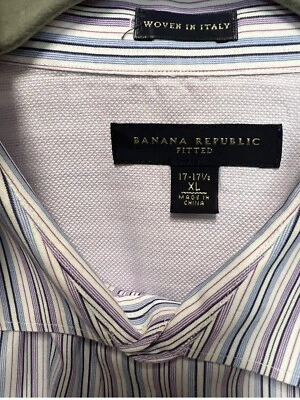 WOVEN IN ITALY
BANANA REPUBLIC
FITTED
17-17½
XL
MADE IN
CHINA